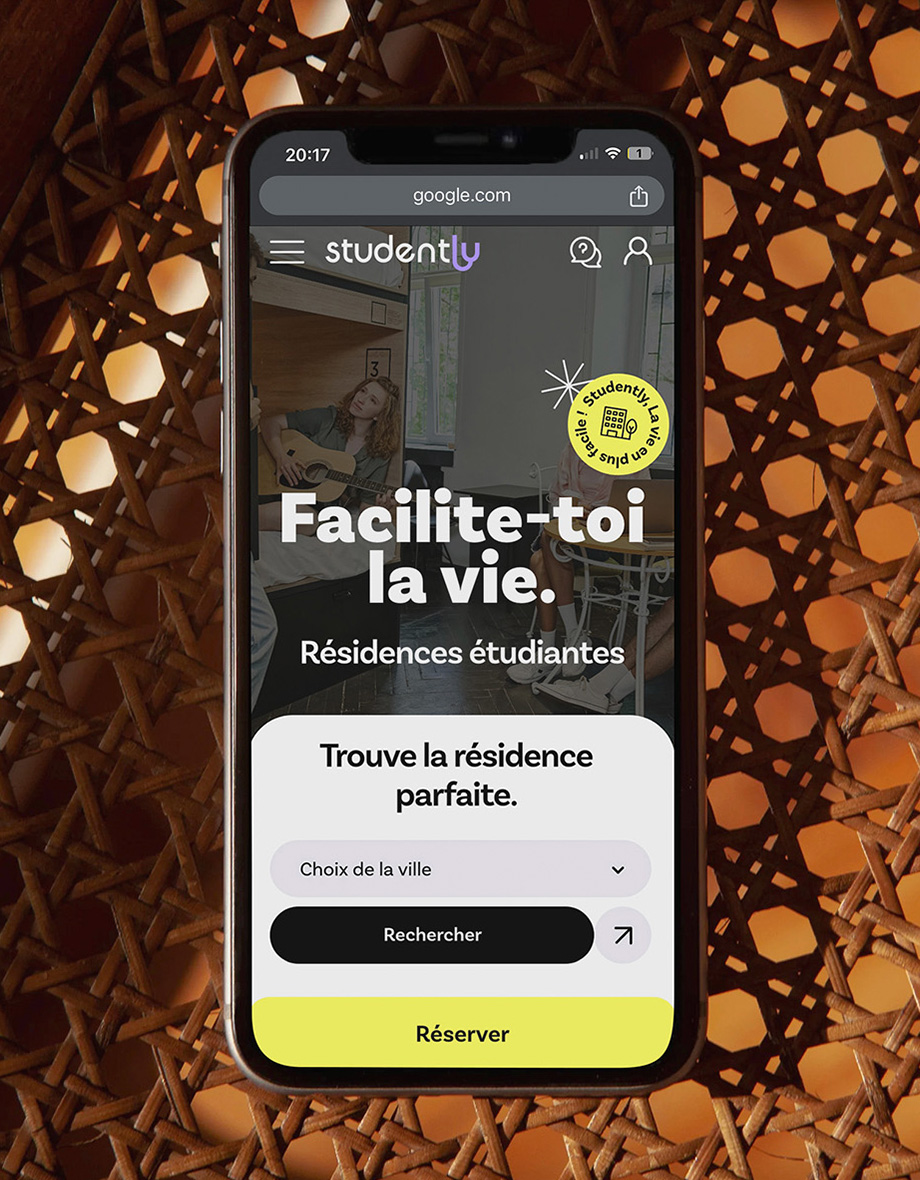 20:17
1
google.com
studently
3
Studently, La vie en plus facile !
Facilite-toi
la vie.
Résidences étudiantes
Trouve la résidence
parfaite.
Choix de la ville
Rechercher
Réserver